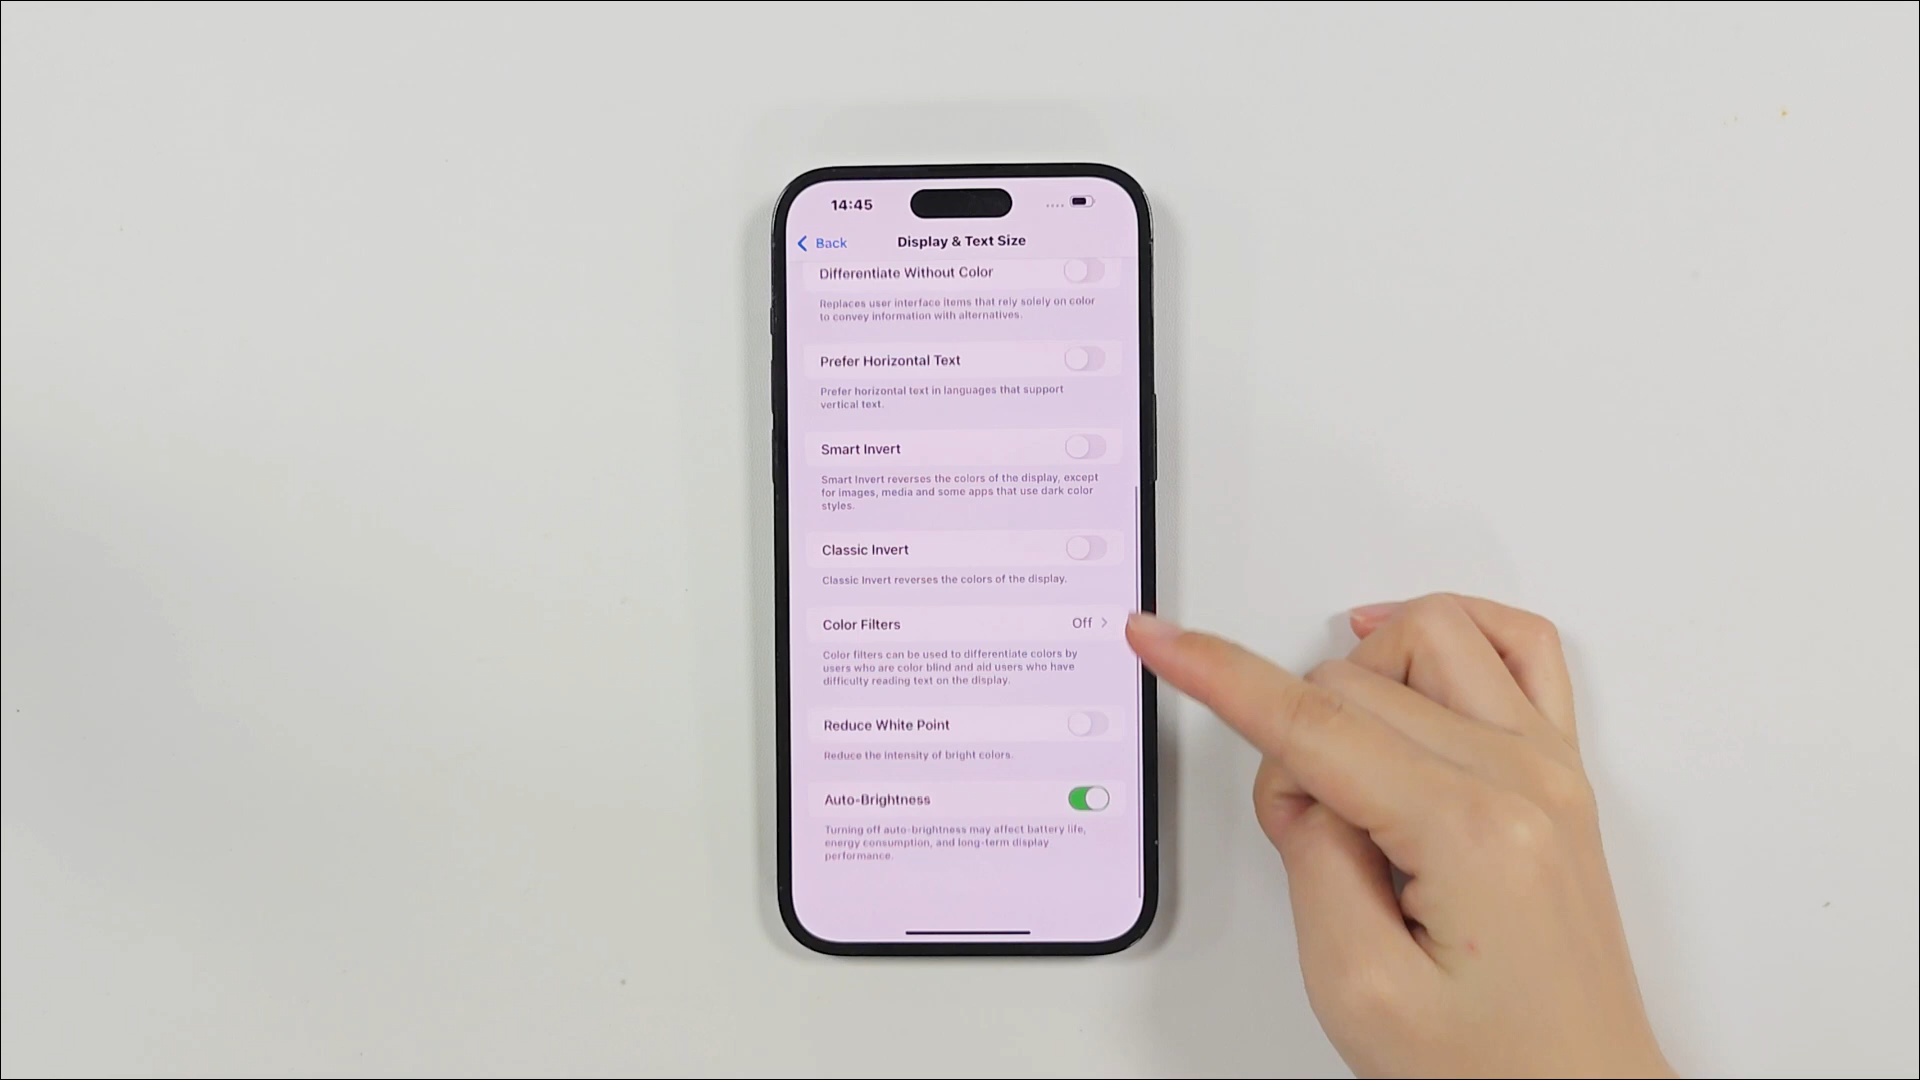 14:45
Back
Display & Text Size
Differentiate Without Color
Replaces user interface items that rely solely on color
to convey information with alternatives.
Prefer Horizontal Text
Prefer horizontal text in languages that support
vertical text.
Smart Invert
Smart Invert reverses the colors of the display, except
for images, media and some apps that use dark color
styles.
Classic Invert
Classic Invert reverses the colors of the display.
Color Filters Off
Color filters can be used to differentiate colors by
users who are color blind and aid users who have
difficulty reading text on the display.
Reduce White Point
Reduce the intensity of bright colors.
Auto-Brightness
Turning off auto-brightness may affect battery life,
energy consumption, and long-term display
performance.